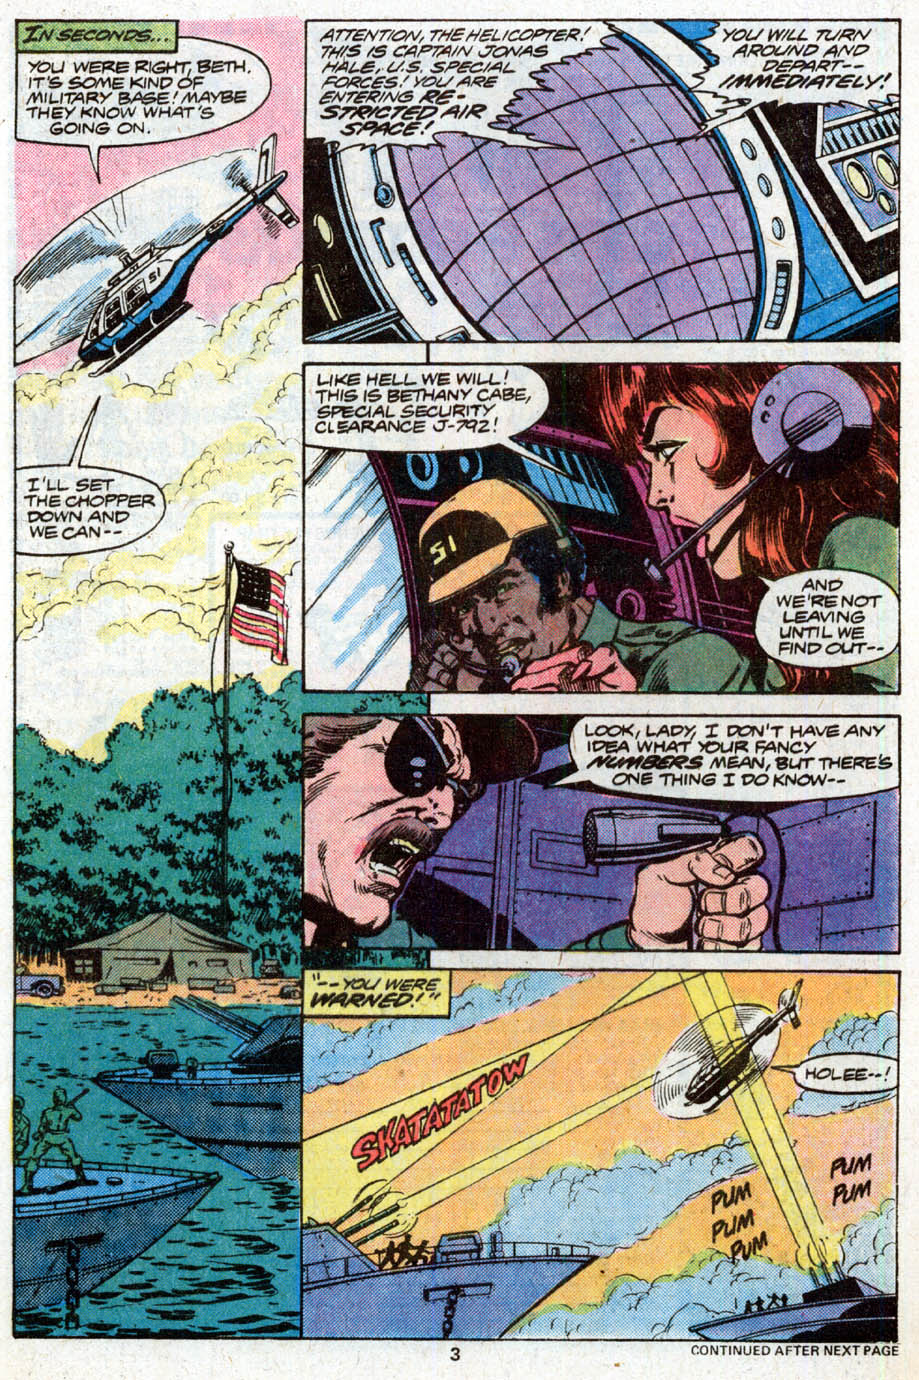 IN SECONDS...
YOU WERE RIGHT, BETH.
IT'S SOME KIND OF
MILITARY BASE! MAYBE
THEY KNOW WHAT'S
GOING ON.
SI
I'LL SET
THE CHOPPER
DOWN AND
WE CAN--
ATTENTION, THE HELICOPTER!
THIS IS CAPTAIN JONAS
HALE, U.S. SPECIAL
FORCES! YOU ARE
ENTERING RE-
STRICTED AIR
SPACE!
YOU WILL TURN
AROUND AND
DEPART--
IMMEDIATELY!
LIKE HELL WE WILL!
THIS IS BETHANY CABE,
SPECIAL SECURITY
CLEARANCE J-792!
SI
AND
WE'RE NOT
LEAVING
UNTIL WE
FIND OUT--
LOOK, LADY, I DON'T HAVE ANY
IDEA WHAT YOUR FANCY
NUMBERS MEAN, BUT THERE'S
ONE THING I DO KNOW--
"--YOU WERE
WARNED!"
SKATATATOW
HOLEE--!
PUM
PUM
PUM
PUM
PUM
3
CONTINUED AFTER NEXT PAGE